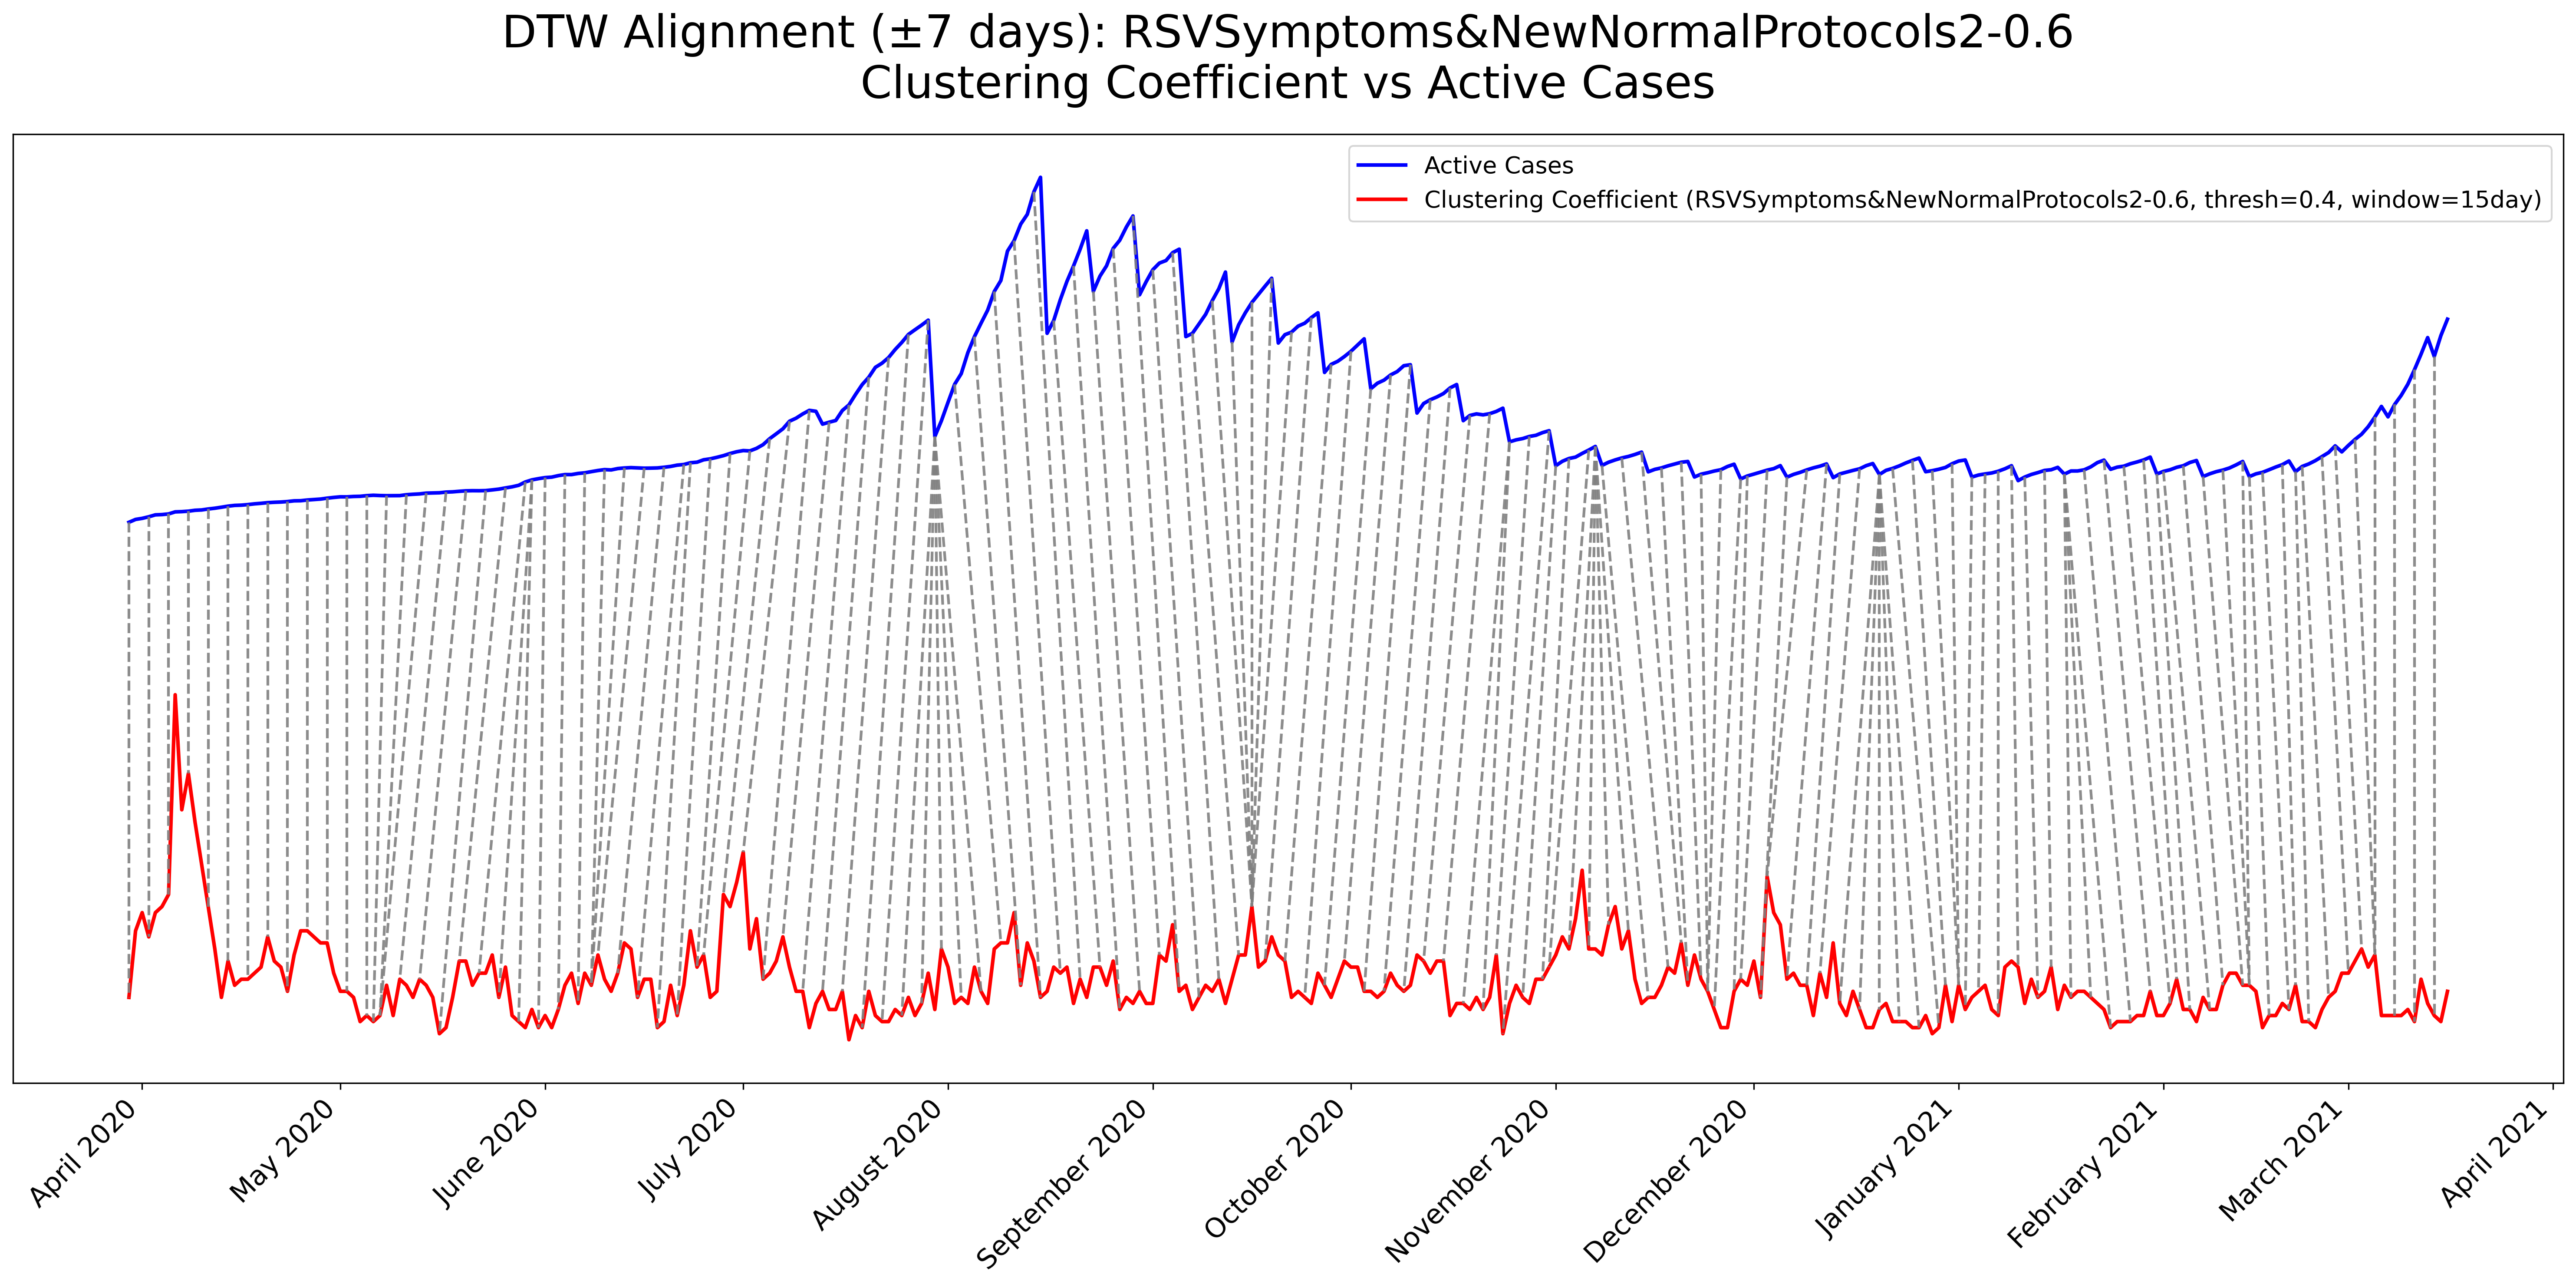 DTW Alignment (±7 days): RSVSymptoms&NewNormalProtocols2-0.6
Clustering Coefficient vs Active Cases
Active Cases
Clustering Coefficient (RSVSymptoms&NewNormalProtocols2-0.6, thresh=0.4, window=15day)
April 2020
May 2020
June 2020
July 2020
August 2020
September 2020
October 2020
November 2020
December 2020
January 2021
February 2021
March 2021
April 2021